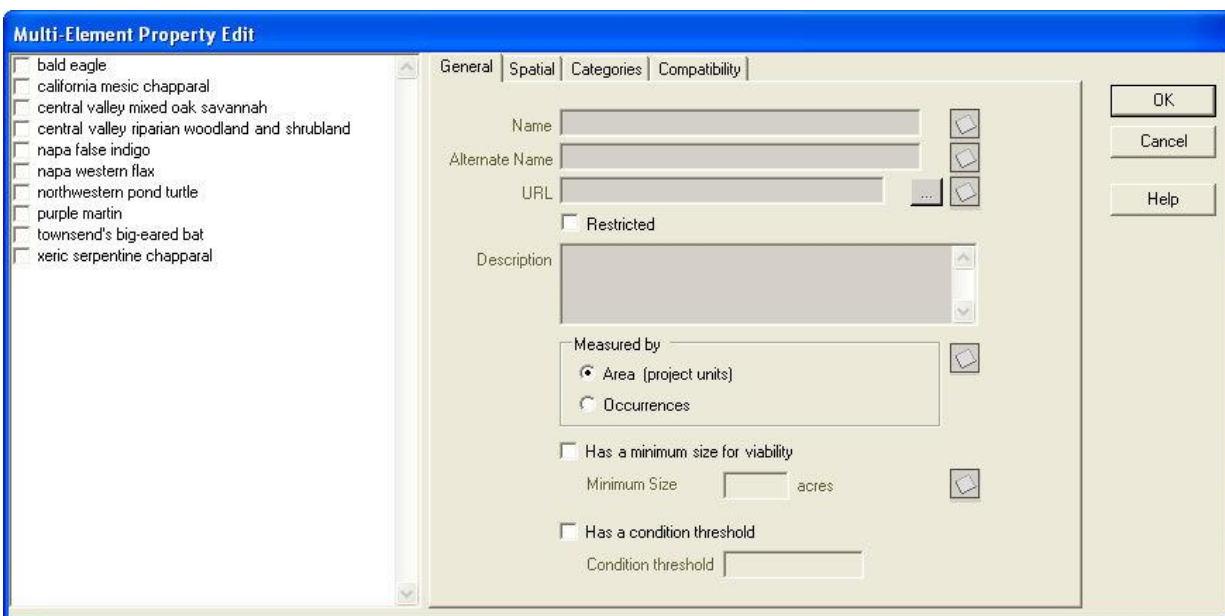 Multi-Element Property Edit
bald eagle
california mesic chapparal
central valley mixed oak savannah
central valley riparian woodland and shrubland
napa false indigo
napa western flax
northwestern pond turtle
purple martin
townsend's big-eared bat
xeric serpentine chapparal
General Spatial Categories Compatibility
Name
Alternate Name
URL ...
Restricted
Description
Measured by
Area (project units)
Occurrences
Has a minimum size for viability
Minimum Size acres
Has a condition threshold
Condition threshold
OK
Cancel
Help